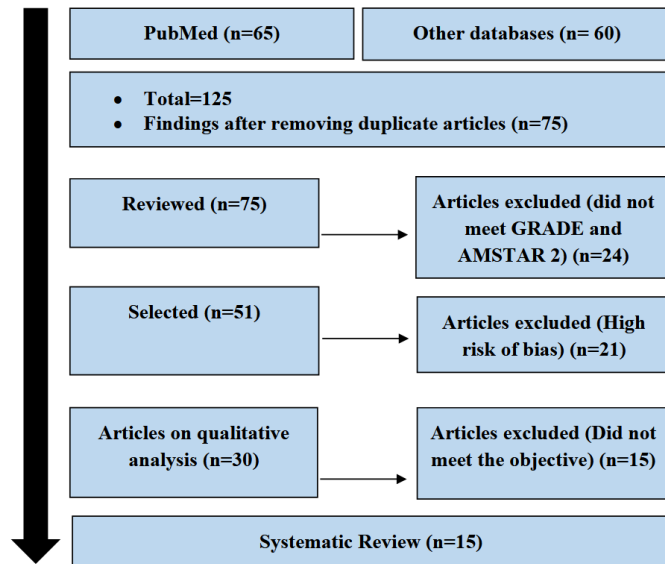 PubMed (n=65)
Other databases (n= 60)
• Total=125
• Findings after removing duplicate articles (n=75)
Reviewed (n=75)
Articles excluded (did not
meet GRADE and
AMSTAR 2) (n=24)
Selected (n=51)
Articles excluded (High
risk of bias) (n=21)
Articles on qualitative
analysis (n=30)
Articles excluded (Did not
meet the objective) (n=15)
Systematic Review (n=15)